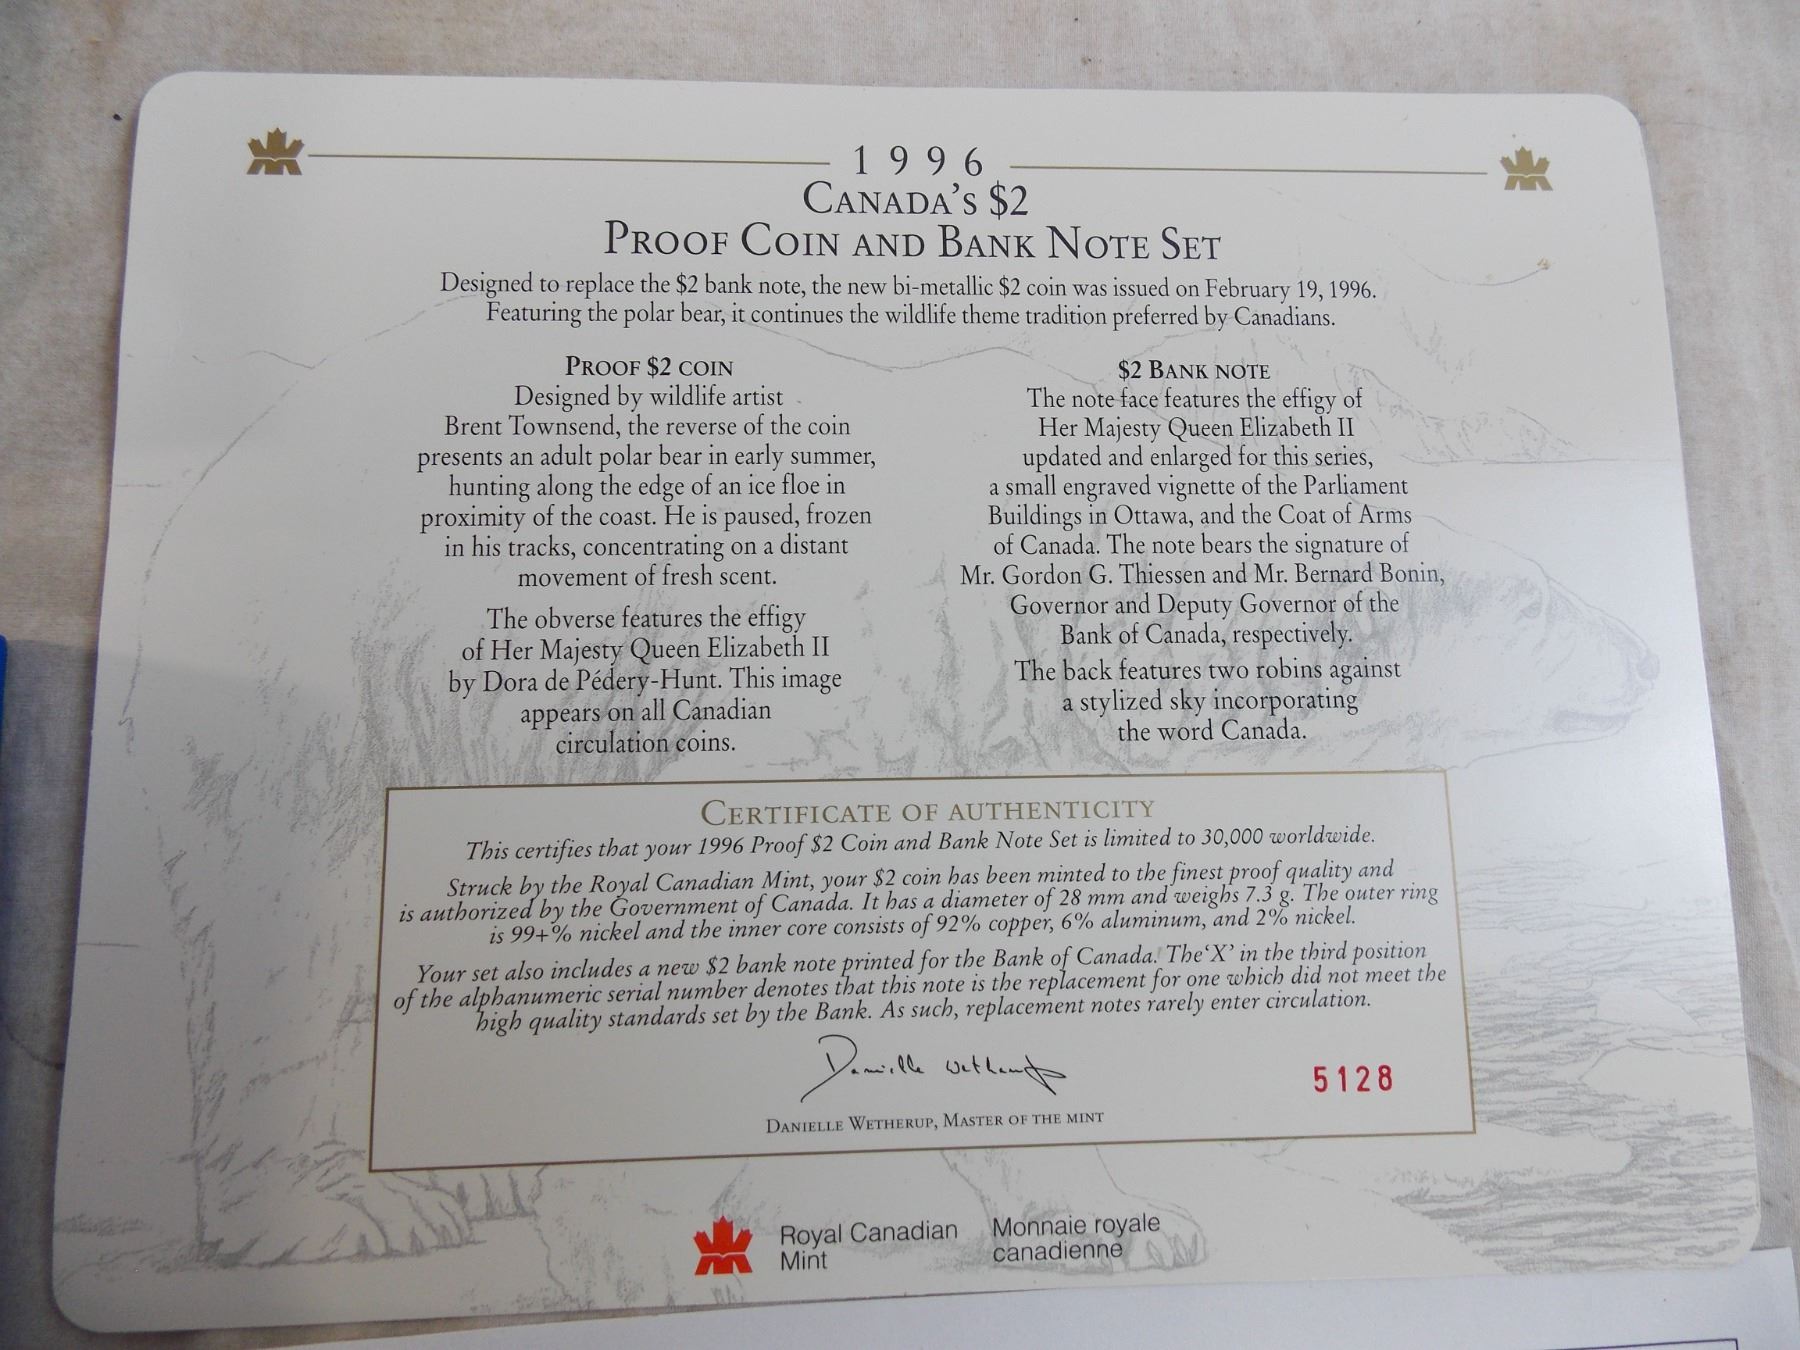 1996
CANADA'S $2
PROOF COIN AND BANK NOTE SET
Designed to replace the $2 bank note, the new bi-metallic $2 coin was issued on February 19, 1996.
Featuring the polar bear, it continues the wildlife theme tradition preferred by Canadians.
PROOF $2 COIN
Designed by wildlife artist
Brent Townsend, the reverse of the coin
presents an adult polar bear in early summer,
hunting along the edge of an ice floe in
proximity of the coast. He is paused, frozen
in his tracks, concentrating on a distant
movement of fresh scent.
The obverse features the effigy
of Her Majesty Queen Elizabeth II
by Dora de Pédery-Hunt. This image
appears on all Canadian
circulation coins.
$2 BANK NOTE
The note face features the effigy of
Her Majesty Queen Elizabeth II
updated and enlarged for this series,
a small engraved vignette of the Parliament
Buildings in Ottawa, and the Coat of Arms
of Canada. The note bears the signature of
Mr. Gordon G. Thiessen and Mr. Bernard Bonin,
Governor and Deputy Governor of the
Bank of Canada, respectively.
The back features two robins against
a stylized sky incorporating
the word Canada.
CERTIFICATE OF AUTHENTICITY
This certifies that your 1996 Proof $2 Coin and Bank Note Set is limited to 30,000 worldwide.
Struck by the Royal Canadian Mint, your $2 coin has been minted to the finest proof quality and
is authorized by the Government of Canada. It has a diameter of 28 mm and weighs 7.3 g. The outer ring
is 99+% nickel and the inner core consists of 92% copper, 6% aluminum, and 2% nickel.
Your set also includes a new $2 bank note printed for the Bank of Canada. The 'X' in the third position
of the alphanumeric serial number denotes that this note is the replacement for one which did not meet the
high quality standards set by the Bank. As such, replacement notes rarely enter circulation.
Danielle Wetherup
5128
DANIELLE WETHERUP, MASTER OF THE MINT
Royal Canadian Mint
Monnaie royale canadienne